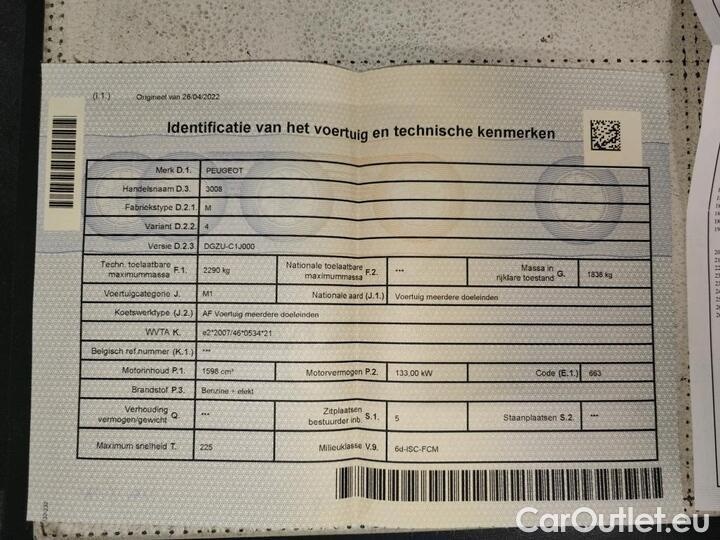 (i.1.) Origineel van 26/04/2022
Identificatie van het voertuig en technische kenmerken
Merk D.1. PEUGEOT
Handelsnaam D.3. 3008
Fabriekstype D.2.1. M
Variant D.2.2. 4
Versie D.2.3. DGZU-C1J000
Techn. toelaatbare maximummassa F.1. 2290 kg Nationale toelaatbare maximummassa F.2. *** Massa in rijklare toestand G. 1838 kg
Voertuigcategorie J. M1 Nationale aard (J.1.) Voertuig meerdere doeleinden
Koetswerktype (J.2.) AF Voertuig meerdere doeleinden
WVTA K. e2*2007/46*0534*21
Belgisch ref.nummer (K.1.) ***
Motorinhoud P.1. 1598 cm³ Motorvermogen P.2. 133,00 kW Code (E.1.) 663
Brandstof P.3. Benzine + elekt
Verhouding vermogen/gewicht Q. *** Zitplaatsen bestuurder inb. S.1. 5 Staanplaatsen S.2. ***
Maximum snelheid T. 225 Milieuklasse V.9. 6d-ISC-FCM
CarOutlet.eu